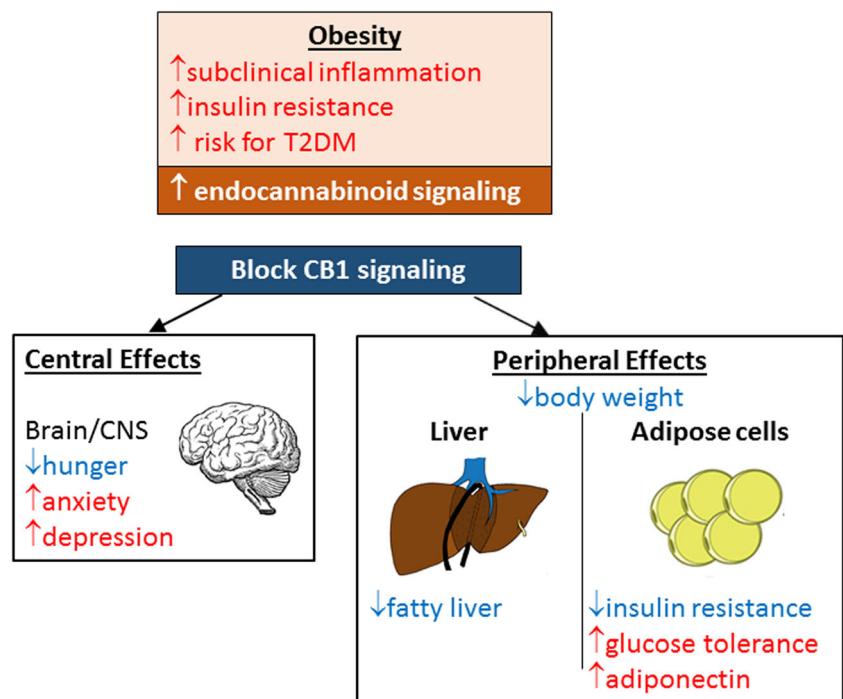 Obesity
↑subclinical inflammation
↑insulin resistance
↑ risk for T2DM
↑ endocannabinoid signaling
Block CB1 signaling
Central Effects
Brain/CNS
↓hunger
↑anxiety
↑depression
Peripheral Effects
↓body weight
Liver
↓fatty liver
Adipose cells
↓insulin resistance
↑glucose tolerance
↑adiponectin